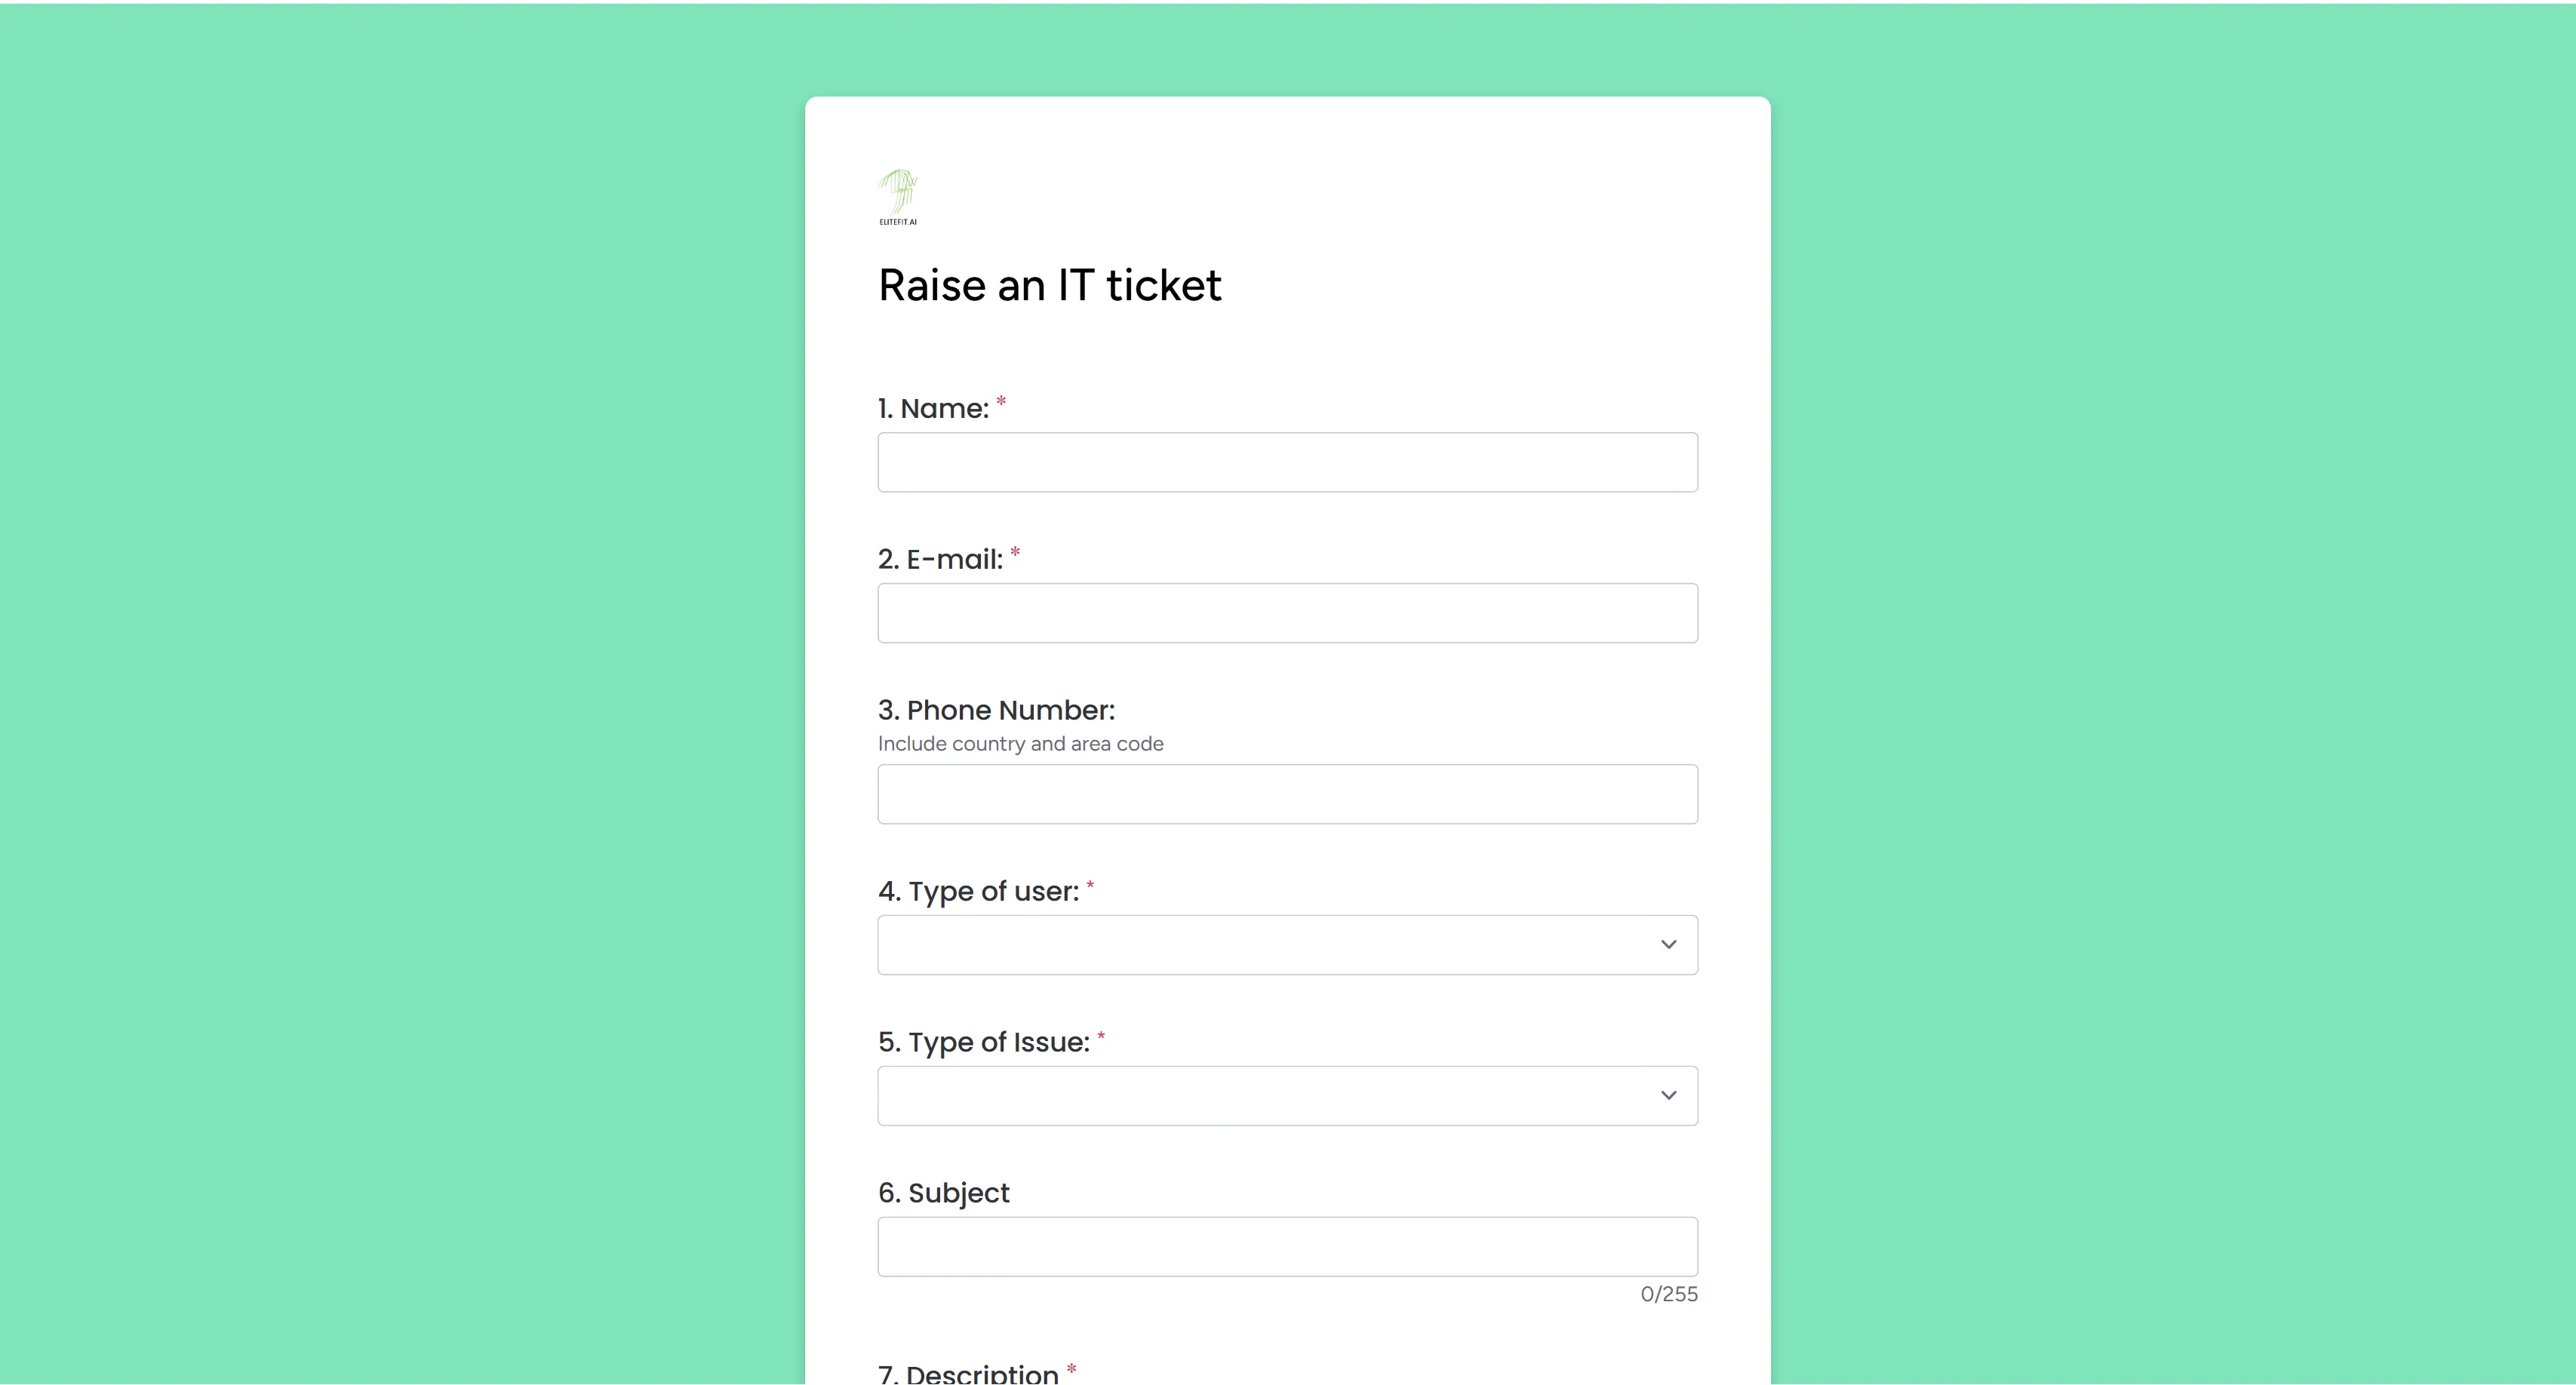 ELITEFIT.AI
Raise an IT ticket
1. Name: *
2. E-mail: *
3. Phone Number:
Include country and area code
4. Type of user: *
5. Type of Issue: *
6. Subject
0/255
7. Description *